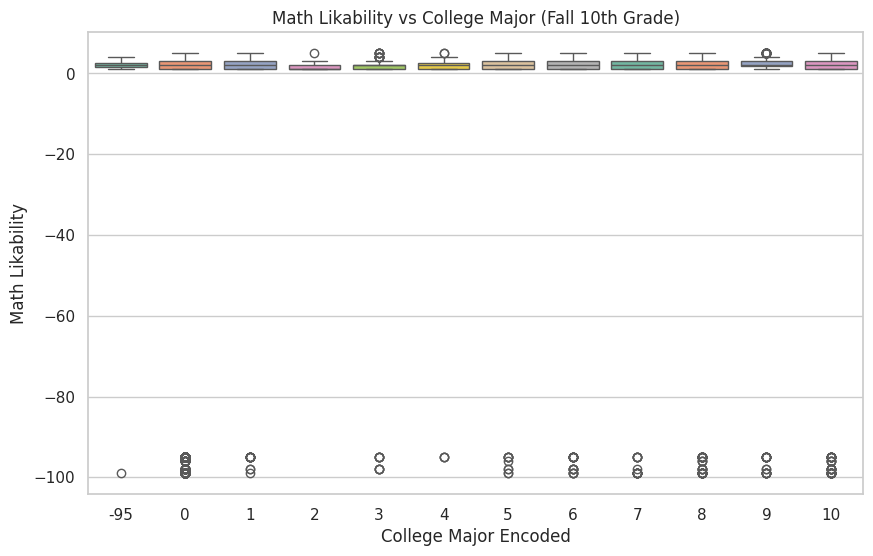 Math Likability vs College Major (Fall 10th Grade)
Math Likability
0
−20
−40
−60
−80
−100
-95 0 1 2 3 4 5 6 7 8 9 10
College Major Encoded